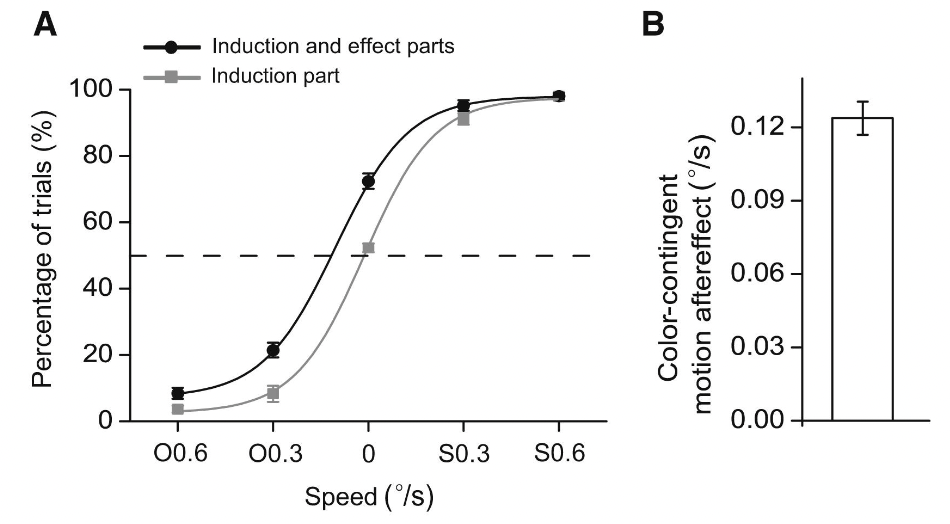 A
Induction and effect parts
Induction part
100
80
60
40
20
0
Percentage of trials (%)
O0.6 O0.3 0 S0.3 S0.6
Speed (°/s)
B
Color-contingent
motion aftereffect (°/s)
0.12
0.09
0.06
0.03
0.00